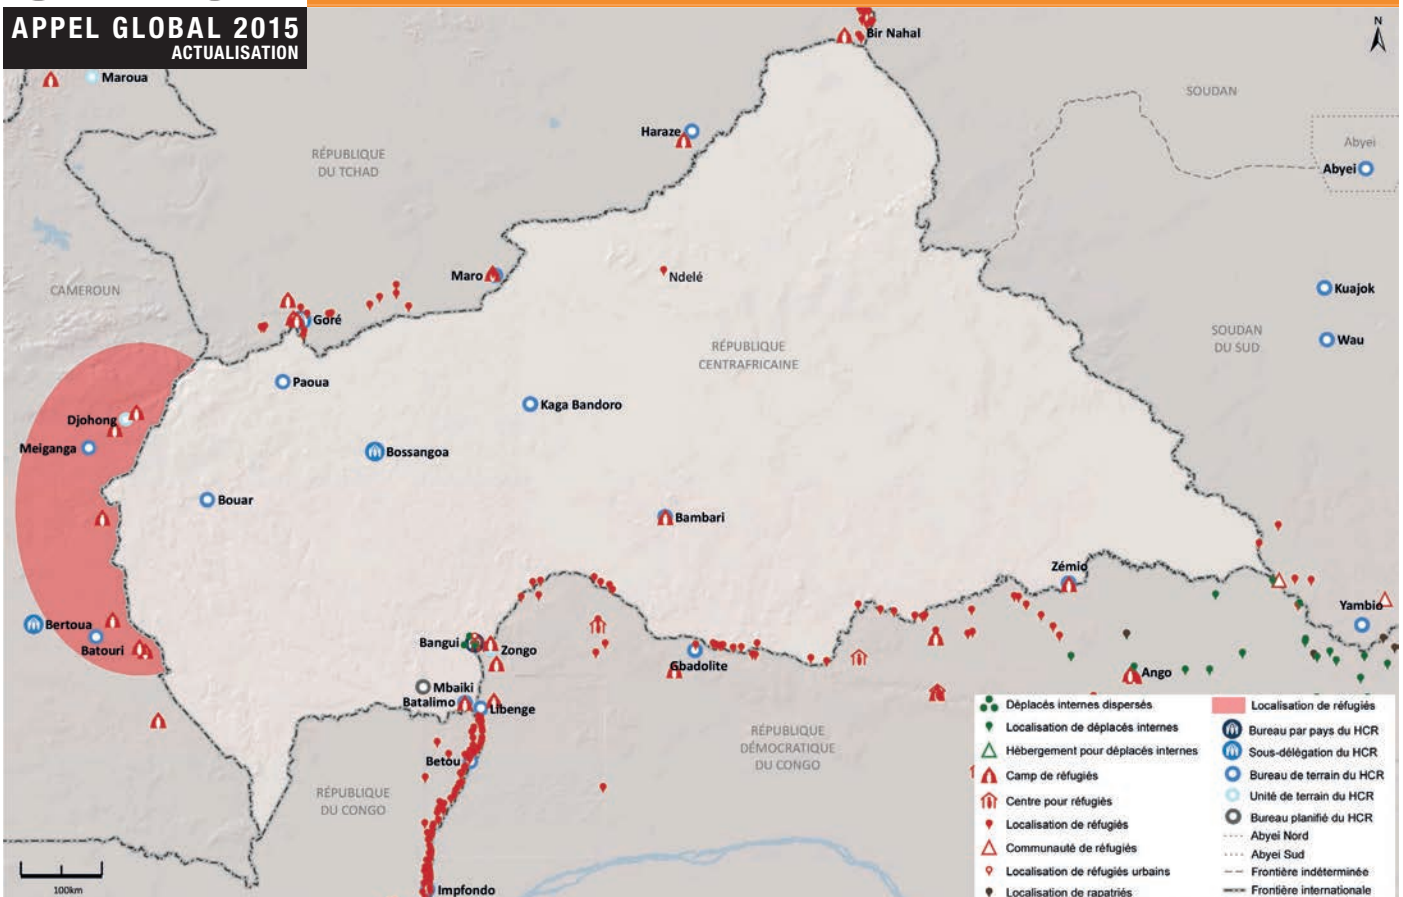 APPEL GLOBAL 2015
ACTUALISATION
N
Bir Nahal
Maroua
SOUDAN
Haraze
Abyei
RÉPUBLIQUE
DU TCHAD
Abyei
Maro
Ndelé
CAMEROUN
Kuajok
Goré
SOUDAN
DU SUD
Wau
RÉPUBLIQUE
CENTRAFRICAINE
Paoua
Kaga Bandoro
Djohong
Meiganga
Bossangoa
Bouar
Bambari
Zémio
Yambio
Bertoua
Batouri
Bangui
Zongo
Gbadolite
Ango
Mbaiki
Batalimo
Libenge
Betou
RÉPUBLIQUE
DÉMOCRATIQUE
DU CONGO
RÉPUBLIQUE
DU CONGO
Impfondo
100km
Déplacés internes dispersés
Localisation de déplacés internes
Hébergement pour déplacés internes
Camp de réfugiés
Centre pour réfugiés
Localisation de réfugiés
Communauté de réfugiés
Localisation de réfugiés urbains
Localisation de rapatriés
Localisation de réfugiés
Bureau par pays du HCR
Sous-délégation du HCR
Bureau de terrain du HCR
Unité de terrain du HCR
Bureau planifié du HCR
Abyei Nord
Abyei Sud
Frontière indéterminée
Frontière internationale